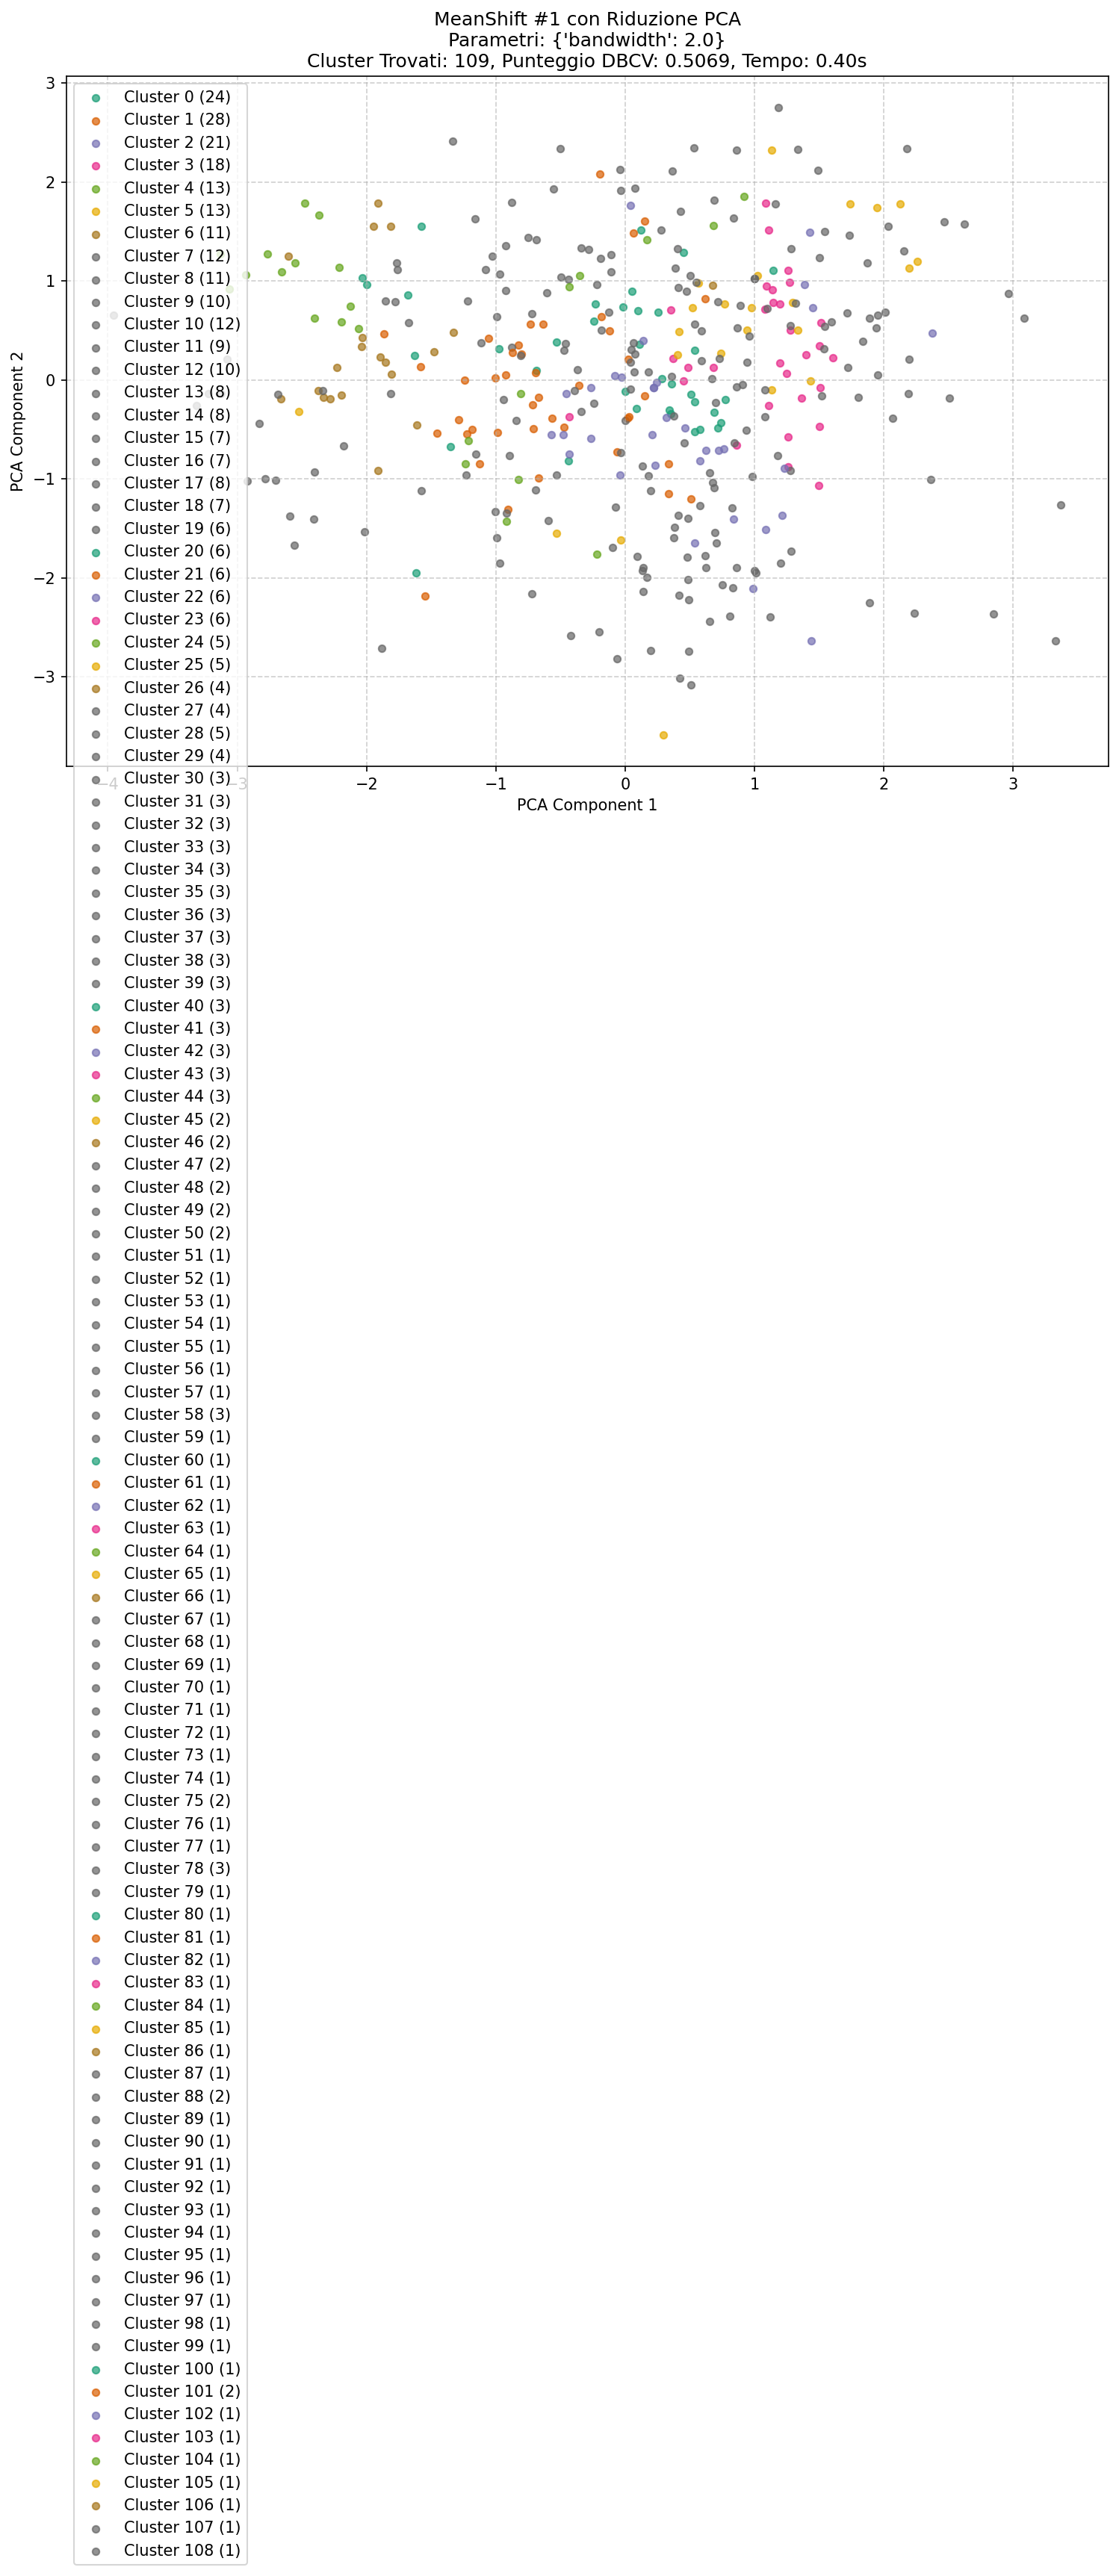 MeanShift #1 con Riduzione PCA
Parametri: {'bandwidth': 2.0}
Cluster Trovati: 109, Punteggio DBCV: 0.5069, Tempo: 0.40s
3
2
1
0
−1
−2
−3
PCA Component 2
Cluster 0 (24)
Cluster 1 (28)
Cluster 2 (21)
Cluster 3 (18)
Cluster 4 (13)
Cluster 5 (13)
Cluster 6 (11)
Cluster 7 (12)
Cluster 8 (11)
Cluster 9 (10)
Cluster 10 (12)
Cluster 11 (9)
Cluster 12 (10)
Cluster 13 (8)
Cluster 14 (8)
Cluster 15 (7)
Cluster 16 (7)
Cluster 17 (8)
Cluster 18 (7)
Cluster 19 (6)
Cluster 20 (6)
Cluster 21 (6)
Cluster 22 (6)
Cluster 23 (6)
Cluster 24 (5)
Cluster 25 (5)
Cluster 26 (4)
Cluster 27 (4)
Cluster 28 (5)
Cluster 29 (4)
Cluster 30 (3)
Cluster 31 (3)
Cluster 32 (3)
Cluster 33 (3)
Cluster 34 (3)
Cluster 35 (3)
Cluster 36 (3)
Cluster 37 (3)
Cluster 38 (3)
Cluster 39 (3)
Cluster 40 (3)
Cluster 41 (3)
Cluster 42 (3)
Cluster 43 (3)
Cluster 44 (3)
Cluster 45 (2)
Cluster 46 (2)
Cluster 47 (2)
Cluster 48 (2)
Cluster 49 (2)
Cluster 50 (2)
Cluster 51 (1)
Cluster 52 (1)
Cluster 53 (1)
Cluster 54 (1)
Cluster 55 (1)
Cluster 56 (1)
Cluster 57 (1)
Cluster 58 (3)
Cluster 59 (1)
Cluster 60 (1)
Cluster 61 (1)
Cluster 62 (1)
Cluster 63 (1)
Cluster 64 (1)
Cluster 65 (1)
Cluster 66 (1)
Cluster 67 (1)
Cluster 68 (1)
Cluster 69 (1)
Cluster 70 (1)
Cluster 71 (1)
Cluster 72 (1)
Cluster 73 (1)
Cluster 74 (1)
Cluster 75 (2)
Cluster 76 (1)
Cluster 77 (1)
Cluster 78 (3)
Cluster 79 (1)
Cluster 80 (1)
Cluster 81 (1)
Cluster 82 (1)
Cluster 83 (1)
Cluster 84 (1)
Cluster 85 (1)
Cluster 86 (1)
Cluster 87 (1)
Cluster 88 (2)
Cluster 89 (1)
Cluster 90 (1)
Cluster 91 (1)
Cluster 92 (1)
Cluster 93 (1)
Cluster 94 (1)
Cluster 95 (1)
Cluster 96 (1)
Cluster 97 (1)
Cluster 98 (1)
Cluster 99 (1)
Cluster 100 (1)
Cluster 101 (2)
Cluster 102 (1)
Cluster 103 (1)
Cluster 104 (1)
Cluster 105 (1)
Cluster 106 (1)
Cluster 107 (1)
Cluster 108 (1)
−4 −3 −2 −1 0 1 2 3
PCA Component 1